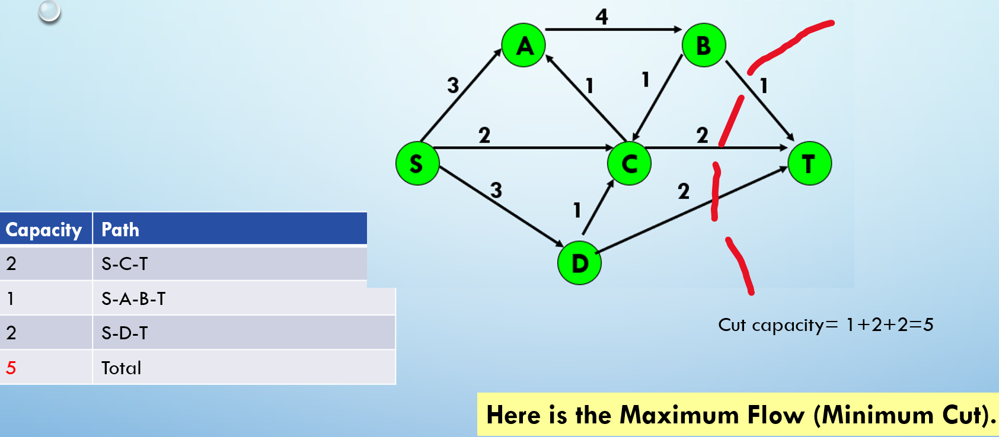 4
A
B
3
1
1
1
2
2
S
C
T
3
2
1
D
Capacity Path
2 S-C-T
1 S-A-B-T
2 S-D-T
5 Total
Cut capacity= 1+2+2=5
Here is the Maximum Flow (Minimum Cut).